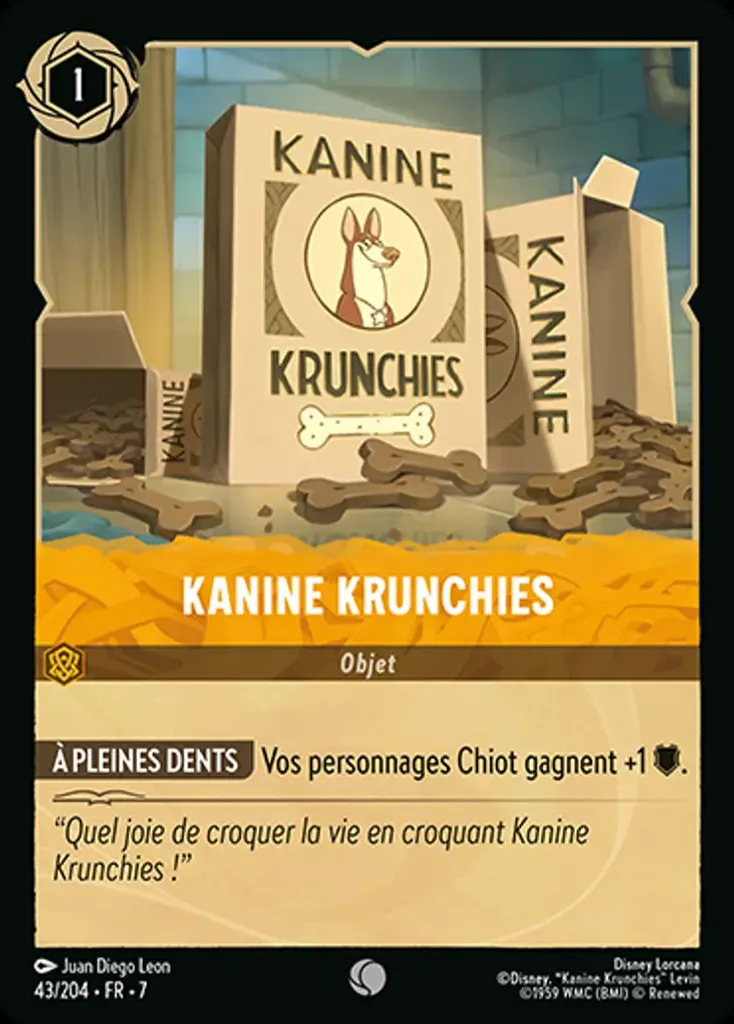 1
KANINE
KRUNCHIES
KANINE
KANINE
KANINE KRUNCHIES
Objet
À PLEINES DENTS Vos personnages Chiot gagnent +1 .
“Quel joie de croquer la vie en croquant Kanine
Krunchies !”
Juan Diego Leon
43/204 • FR • 7
Disney Lorcana
©Disney. "Kanine Krunchies" Levin
©1959 WMC (BMI) © Renewed